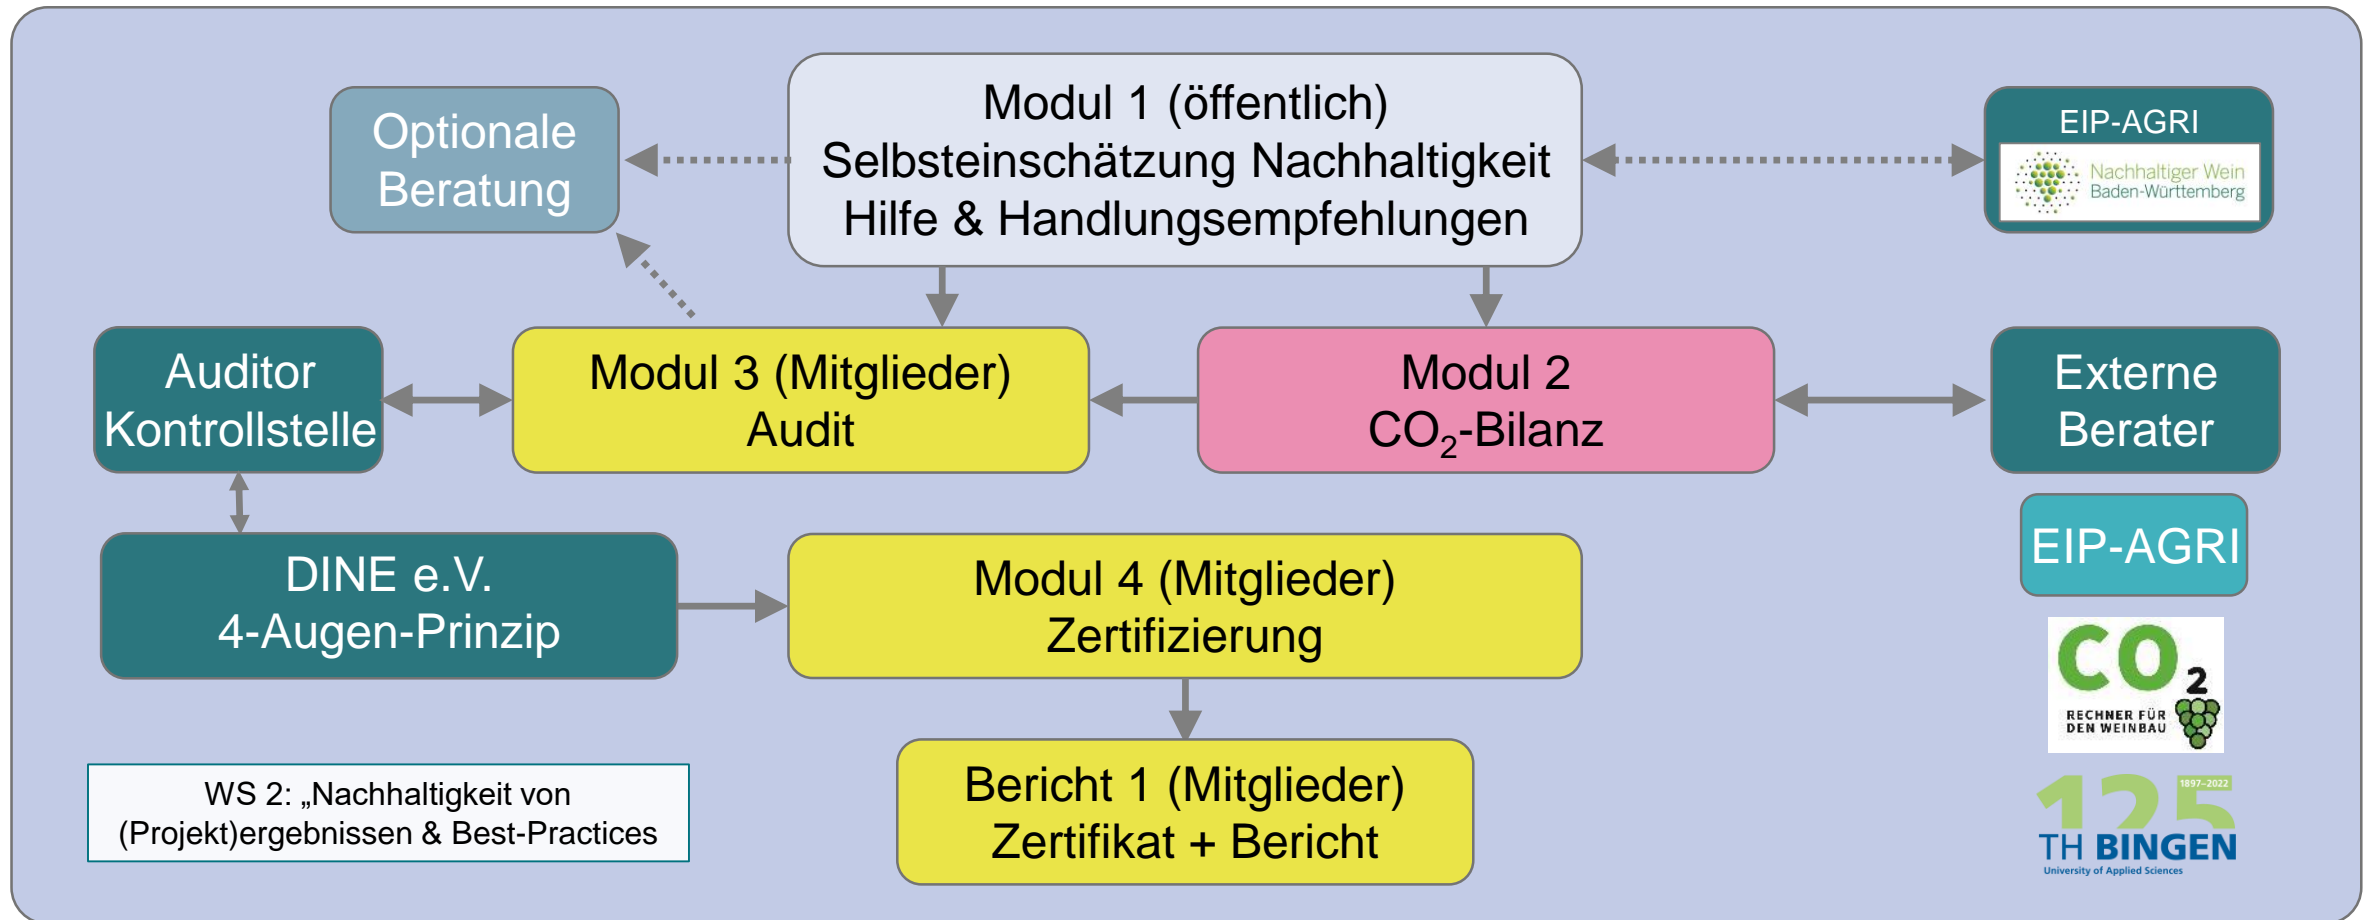 Modul 1 (öffentlich)
Selbsteinschätzung Nachhaltigkeit
Hilfe & Handlungsempfehlungen
Optionale
Beratung
EIP-AGRI
Nachhaltiger Wein
Baden-Württemberg
Auditor
Kontrollstelle
Modul 3 (Mitglieder)
Audit
Modul 2
CO₂-Bilanz
Externe
Berater
EIP-AGRI
DINE e.V.
4-Augen-Prinzip
Modul 4 (Mitglieder)
Zertifizierung
CO₂
RECHNER FÜR
DEN WEINBAU
WS 2: „Nachhaltigkeit von
(Projekt)ergebnissen & Best-Practices
Bericht 1 (Mitglieder)
Zertifikat + Bericht
1897–2022
125
TH BINGEN
University of Applied Sciences